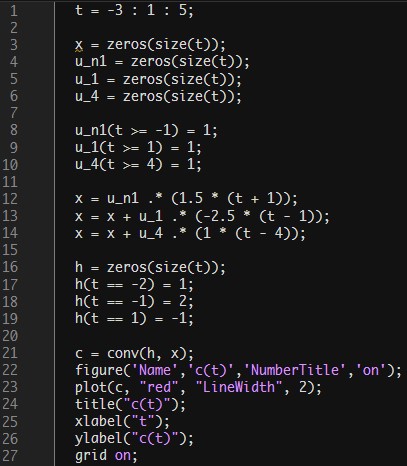 1 t = -3 : 1 : 5;
2
3 x = zeros(size(t));
4 u_n1 = zeros(size(t));
5 u_1 = zeros(size(t));
6 u_4 = zeros(size(t));
7
8 u_n1(t >= -1) = 1;
9 u_1(t >= 1) = 1;
10 u_4(t >= 4) = 1;
11
12 x = u_n1 .* (1.5 * (t + 1));
13 x = x + u_1 .* (-2.5 * (t - 1));
14 x = x + u_4 .* (1 * (t - 4));
15
16 h = zeros(size(t));
17 h(t == -2) = 1;
18 h(t == -1) = 2;
19 h(t == 1) = -1;
20
21 c = conv(h, x);
22 figure('Name','c(t)','NumberTitle','on');
23 plot(c, "red", "LineWidth", 2);
24 title("c(t)");
25 xlabel("t");
26 ylabel("c(t)");
27 grid on;